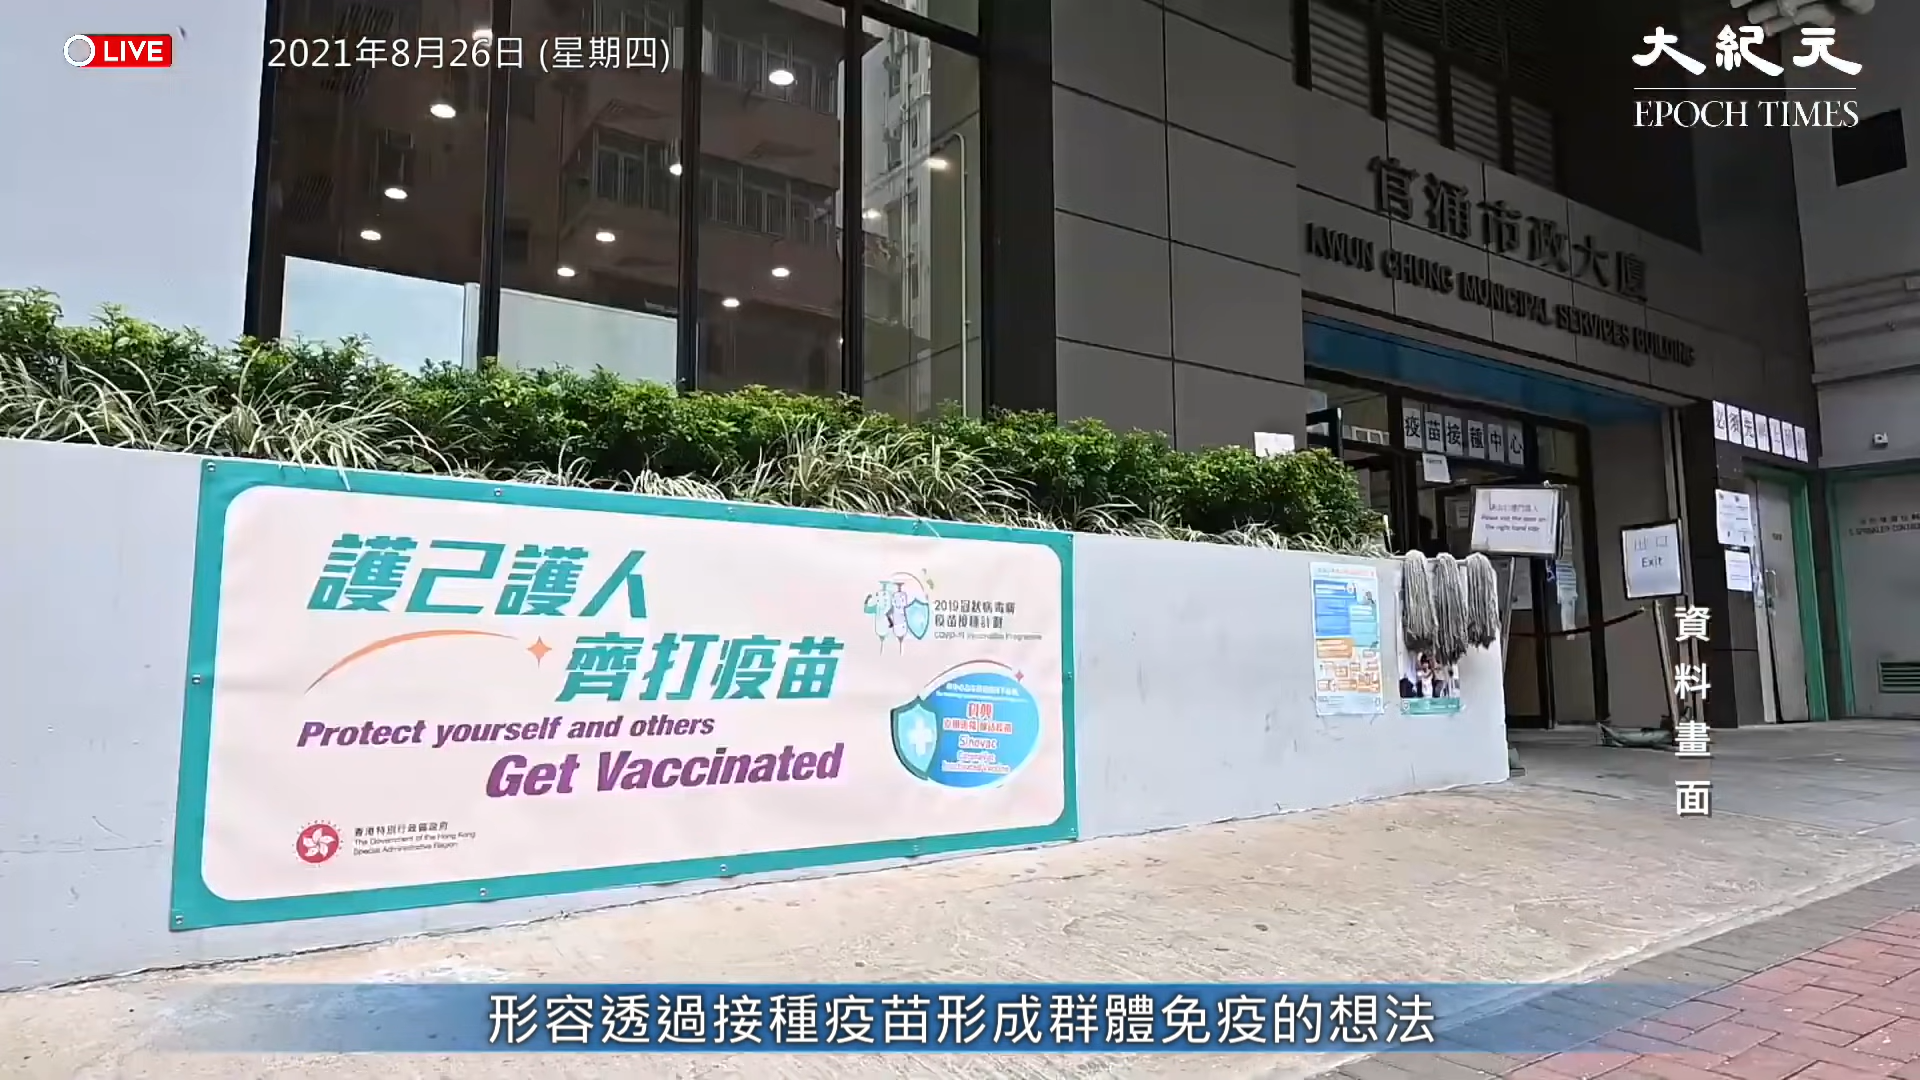 LIVE
2021年8月26日 (星期四)
大紀元
EPOCH TIMES
官涌市政大廈
KWUN CHUNG MUNICIPAL SERVICES BUILDING
疫苗接種中心
出口
Exit
護己護人
齊打疫苗
Protect yourself and others
Get Vaccinated
2019冠狀病毒病
疫苗接種計劃
COVID-19 Vaccination Programme
科興
Sinovac
香港特別行政區政府
The Government of the Hong Kong
Special Administrative Region
資料畫面
形容透過接種疫苗形成群體免疫的想法